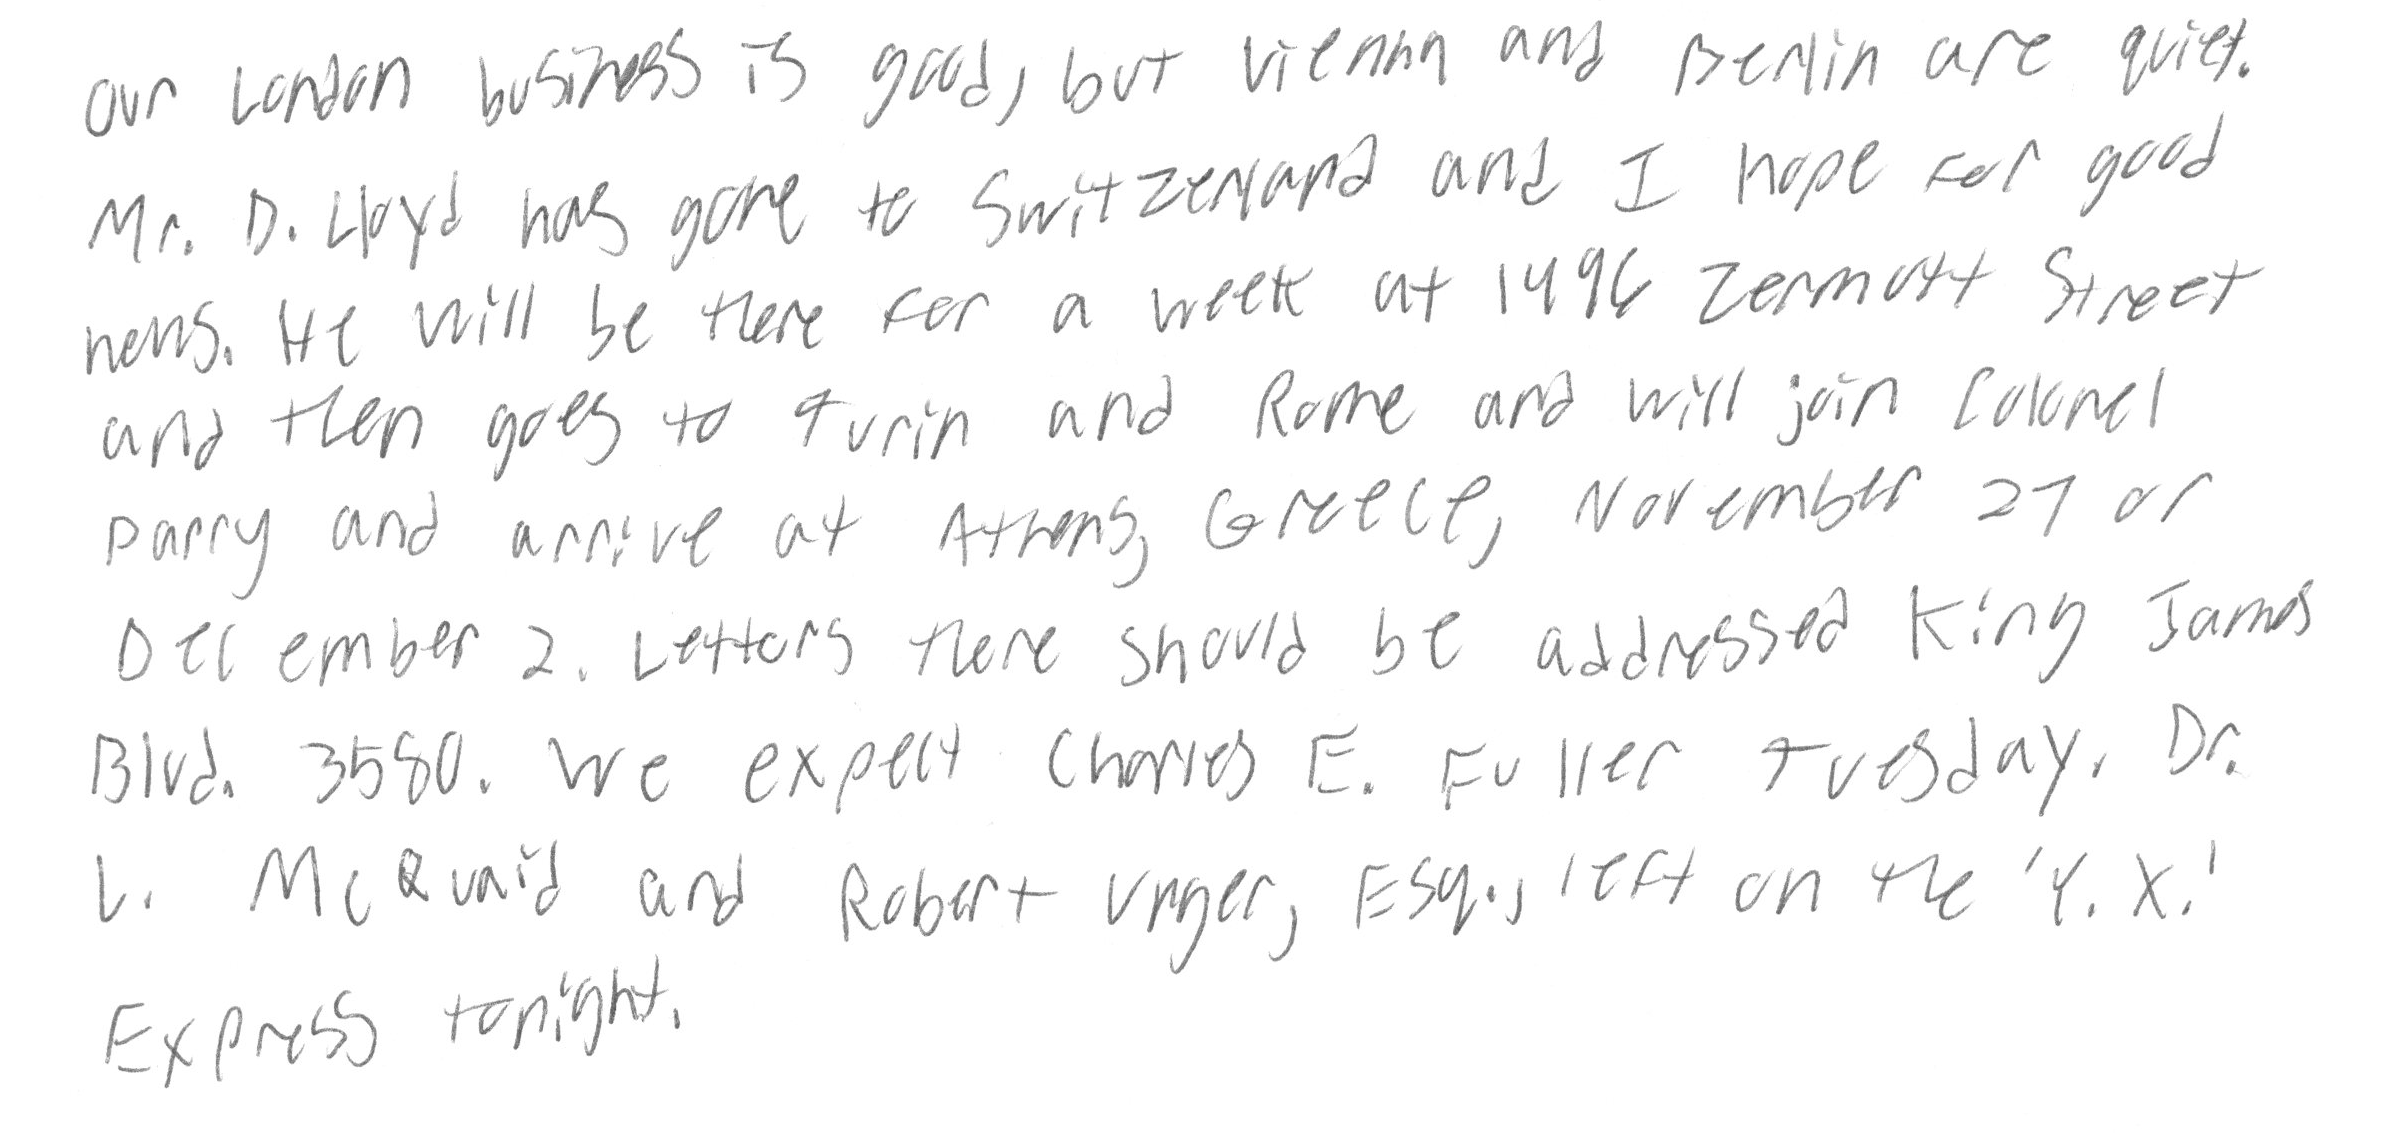 Our London business is good, but Vienna and Berlin are quiet.
Mr. D. Lloyd has gone to Switzerland and I hope for good
news. He will be there for a week at 1496 Zermott Street
and then goes to Turin and Rome and will join Colonel
Parry and arrive at Athens, Greece, November 27 or
December 2. Letters there should be addressed King James
Blvd. 3580. We expect Charles E. Fuller Tuesday. Dr.
L. McQuaid and Robert Unger, Esq., left on the 'Y. X.'
Express tonight.